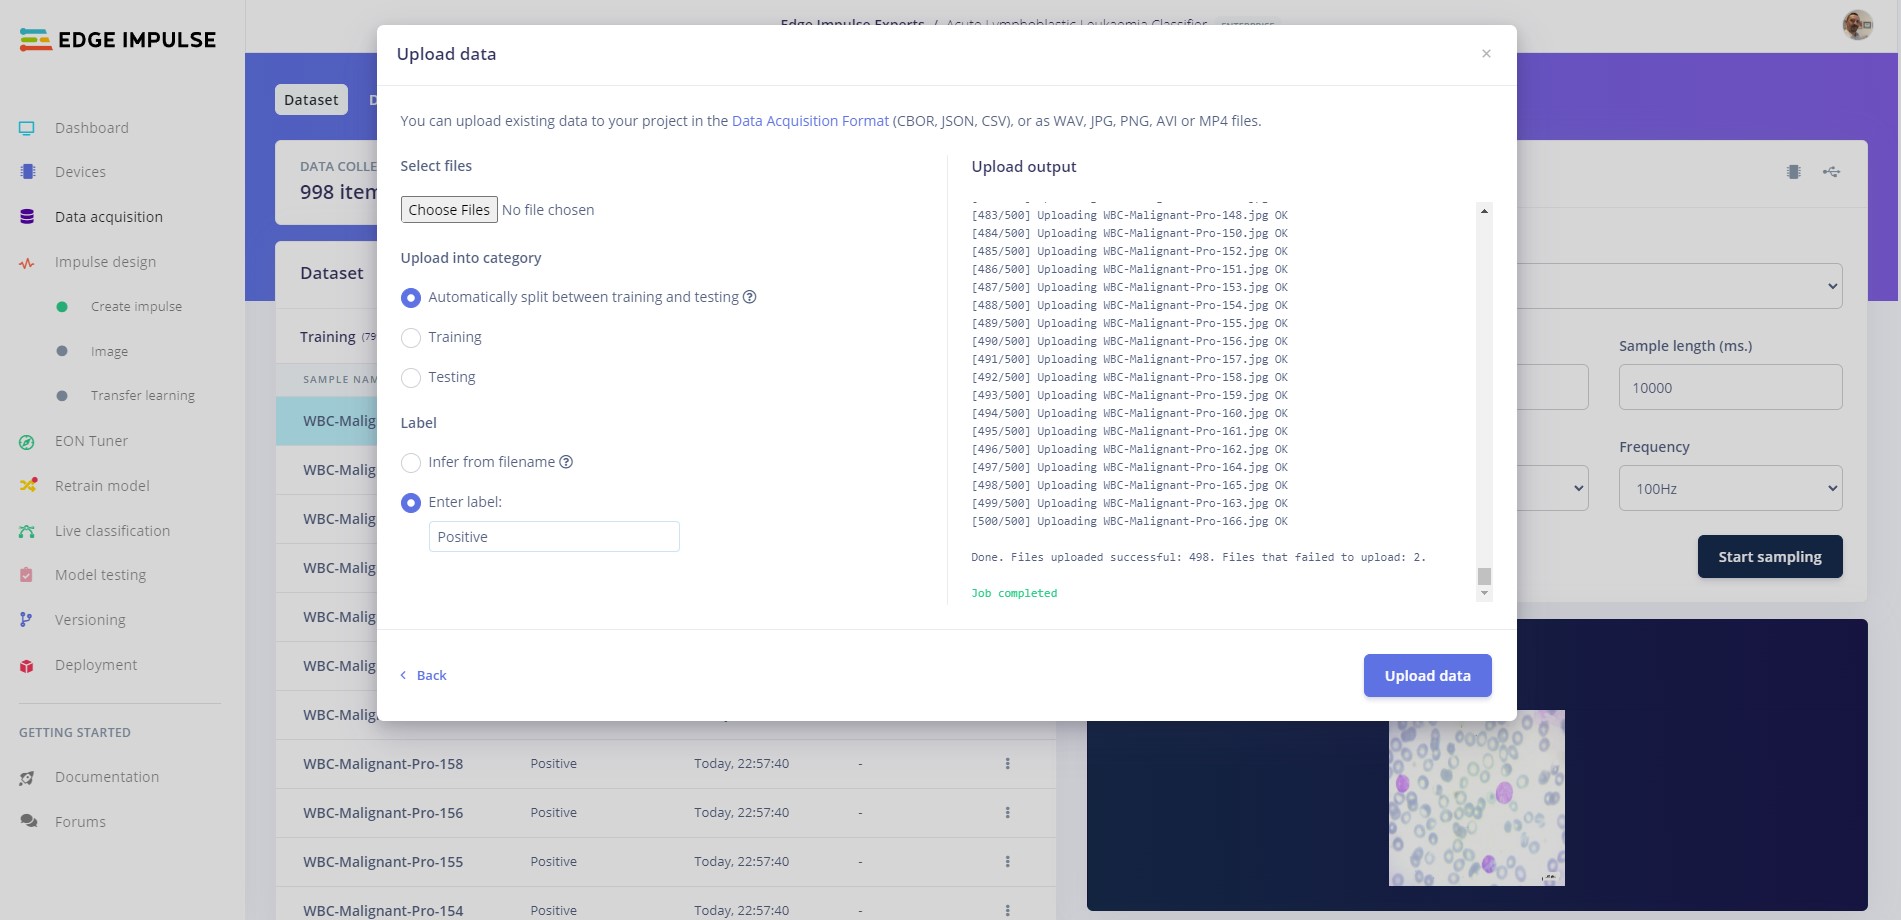 EDGE IMPULSE
Edge Impulse Experts / Acute Lymphoblastic Leukaemia Classifier ENTERPRISE
Dashboard
Devices
Data acquisition
Impulse design
Create impulse
Image
Transfer learning
EON Tuner
Retrain model
Live classification
Model testing
Versioning
Deployment
GETTING STARTED
Documentation
Forums
Dataset
D
DATA COLLE
998 item
Dataset
Training (79
SAMPLE NAM
WBC-Malig
WBC-Malig
WBC-Malig
WBC-Malig
WBC-Malig
WBC-Malig
WBC-Malig
WBC-Malignant-Pro-158 Positive Today, 22:57:40 -
WBC-Malignant-Pro-156 Positive Today, 22:57:40 -
WBC-Malignant-Pro-155 Positive Today, 22:57:40 -
WBC-Malignant-Pro-154 Positive Today, 22:57:40 -
Upload data ×
You can upload existing data to your project in the Data Acquisition Format (CBOR, JSON, CSV), or as WAV, JPG, PNG, AVI or MP4 files.
Select files
Choose Files No file chosen
Upload into category
Automatically split between training and testing
Training
Testing
Label
Infer from filename
Enter label:
Positive
Upload output
[483/500] Uploading WBC-Malignant-Pro-148.jpg OK
[484/500] Uploading WBC-Malignant-Pro-150.jpg OK
[485/500] Uploading WBC-Malignant-Pro-152.jpg OK
[486/500] Uploading WBC-Malignant-Pro-151.jpg OK
[487/500] Uploading WBC-Malignant-Pro-153.jpg OK
[488/500] Uploading WBC-Malignant-Pro-154.jpg OK
[489/500] Uploading WBC-Malignant-Pro-155.jpg OK
[490/500] Uploading WBC-Malignant-Pro-156.jpg OK
[491/500] Uploading WBC-Malignant-Pro-157.jpg OK
[492/500] Uploading WBC-Malignant-Pro-158.jpg OK
[493/500] Uploading WBC-Malignant-Pro-159.jpg OK
[494/500] Uploading WBC-Malignant-Pro-160.jpg OK
[495/500] Uploading WBC-Malignant-Pro-161.jpg OK
[496/500] Uploading WBC-Malignant-Pro-162.jpg OK
[497/500] Uploading WBC-Malignant-Pro-164.jpg OK
[498/500] Uploading WBC-Malignant-Pro-165.jpg OK
[499/500] Uploading WBC-Malignant-Pro-163.jpg OK
[500/500] Uploading WBC-Malignant-Pro-166.jpg OK
Done. Files uploaded successful: 498. Files that failed to upload: 2.
Job completed
Back
Upload data
Sample length (ms.)
10000
Frequency
100Hz
Start sampling